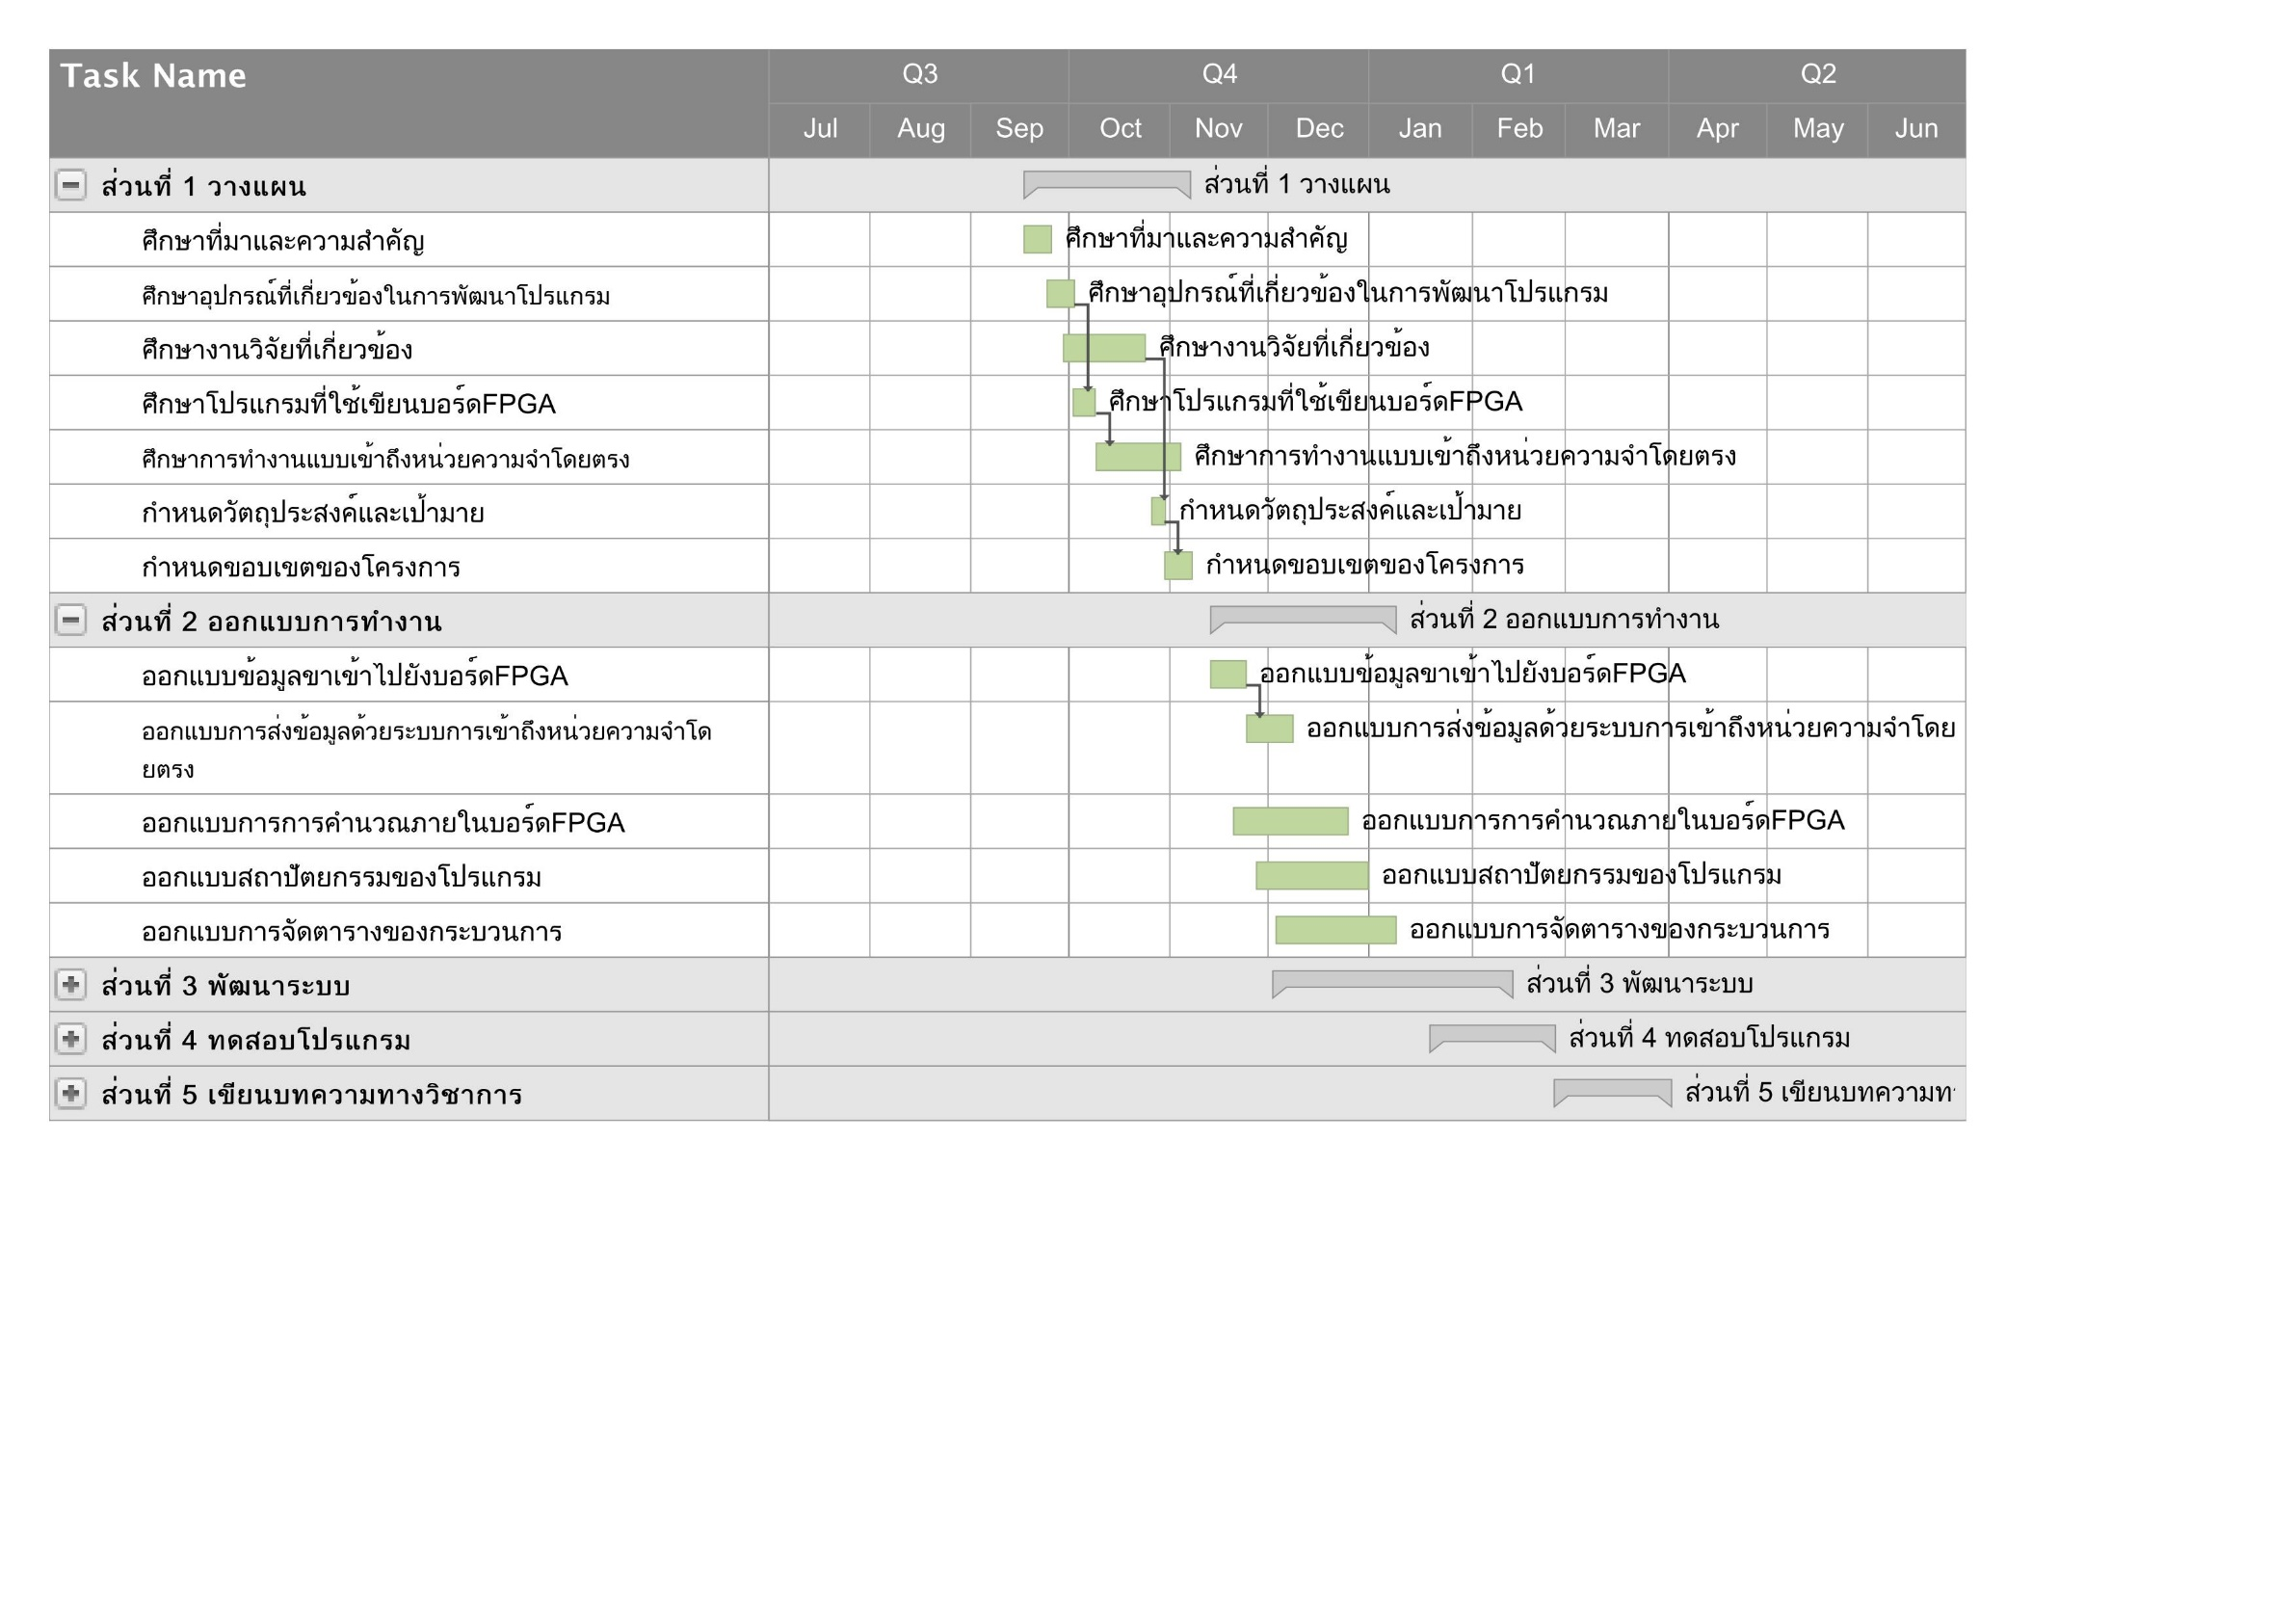 Task Name
Q3 Q4 Q1 Q2
Jul Aug Sep Oct Nov Dec Jan Feb Mar Apr May Jun
ส่วนที่ 1 วางแผน ส่วนที่ 1 วางแผน
ศึกษาที่มาและความสำคัญ ศึกษาที่มาและความสำคัญ
ศึกษาอุปกรณ์ที่เกี่ยวข้องในการพัฒนาโปรแกรม ศึกษาอุปกรณ์ที่เกี่ยวข้องในการพัฒนาโปรแกรม
ศึกษางานวิจัยที่เกี่ยวข้อง ศึกษางานวิจัยที่เกี่ยวข้อง
ศึกษาโปรแกรมที่ใช้เขียนบอร์ดFPGA ศึกษาโปรแกรมที่ใช้เขียนบอร์ดFPGA
ศึกษาการทำงานแบบเข้าถึงหน่วยความจำโดยตรง ศึกษาการทำงานแบบเข้าถึงหน่วยความจำโดยตรง
กำหนดวัตถุประสงค์และเป้ามาย กำหนดวัตถุประสงค์และเป้ามาย
กำหนดขอบเขตของโครงการ กำหนดขอบเขตของโครงการ
ส่วนที่ 2 ออกแบบการทำงาน ส่วนที่ 2 ออกแบบการทำงาน
ออกแบบข้อมูลขาเข้าไปยังบอร์ดFPGA ออกแบบข้อมูลขาเข้าไปยังบอร์ดFPGA
ออกแบบการส่งข้อมูลด้วยระบบการเข้าถึงหน่วยความจำโด ออกแบบการส่งข้อมูลด้วยระบบการเข้าถึงหน่วยความจำโดย
ยตรง
ออกแบบการการคำนวณภายในบอร์ดFPGA ออกแบบการการคำนวณภายในบอร์ดFPGA
ออกแบบสถาปัตยกรรมของโปรแกรม ออกแบบสถาปัตยกรรมของโปรแกรม
ออกแบบการจัดตารางของกระบวนการ ออกแบบการจัดตารางของกระบวนการ
ส่วนที่ 3 พัฒนาระบบ ส่วนที่ 3 พัฒนาระบบ
ส่วนที่ 4 ทดสอบโปรแกรม ส่วนที่ 4 ทดสอบโปรแกรม
ส่วนที่ 5 เขียนบทความทางวิชาการ ส่วนที่ 5 เขียนบทความท